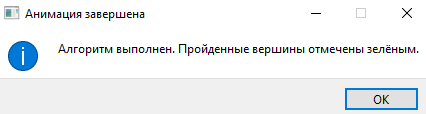 Анимация завершена
Алгоритм выполнен. Пройденные вершины отмечены зелёным.
OK